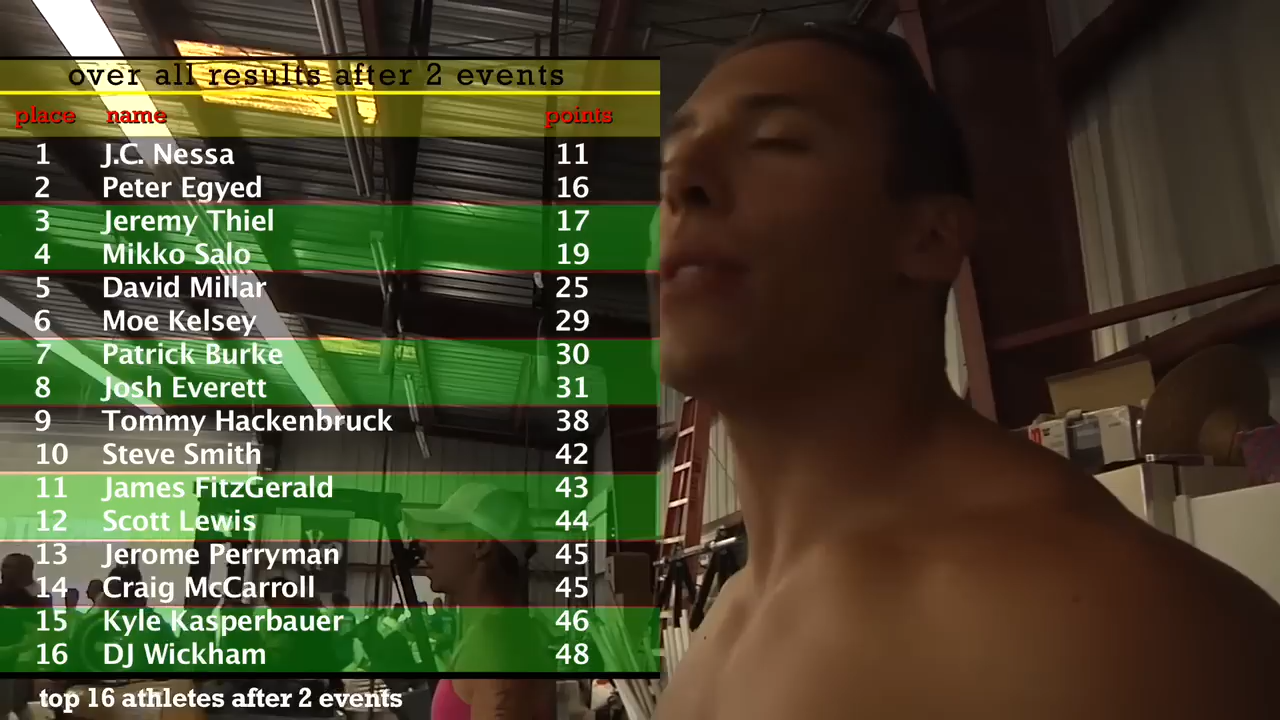 over all results after 2 events
place name points
1 J.C. Nessa 11
2 Peter Egyed 16
3 Jeremy Thiel 17
4 Mikko Salo 19
5 David Millar 25
6 Moe Kelsey 29
7 Patrick Burke 30
8 Josh Everett 31
9 Tommy Hackenbruck 38
10 Steve Smith 42
11 James FitzGerald 43
12 Scott Lewis 44
13 Jerome Perryman 45
14 Craig McCarroll 45
15 Kyle Kasperbauer 46
16 DJ Wickham 48
top 16 athletes after 2 events